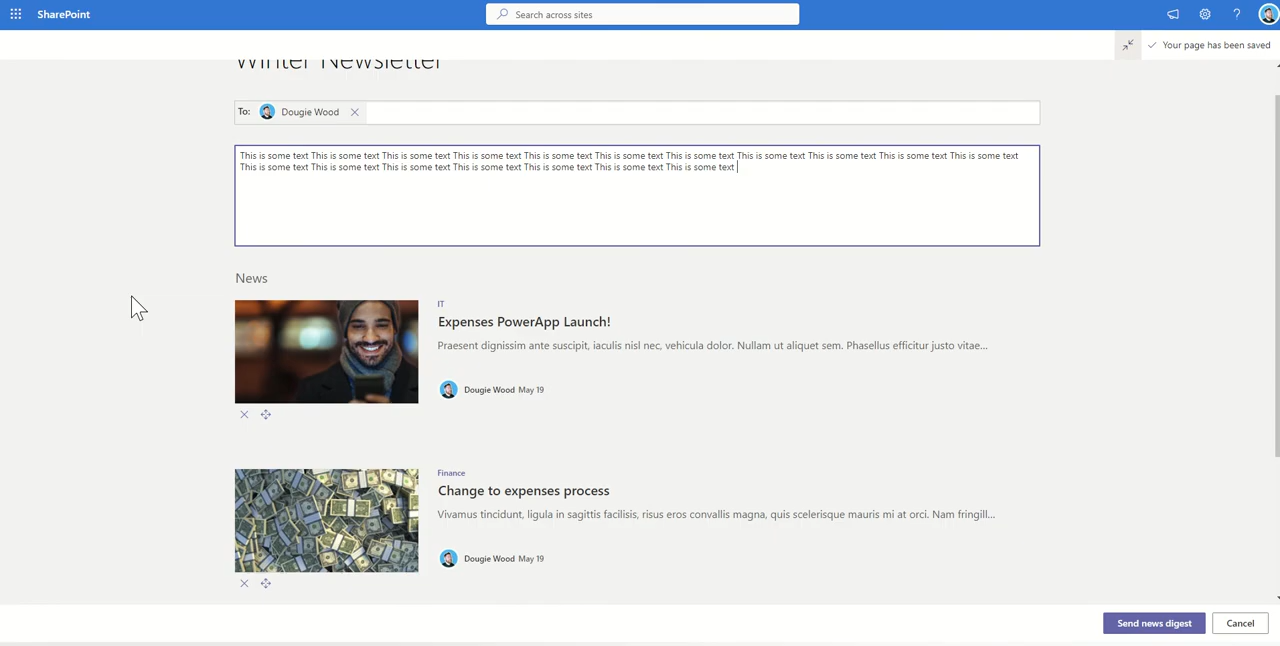 SharePoint
Search across sites
?
Your page has been saved
Winter Newsletter
To: Dougie Wood
This is some text This is some text This is some text This is some text This is some text This is some text This is some text This is some text This is some text This is some text This is some text
This is some text This is some text This is some text This is some text This is some text This is some text This is some text
News
IT
Expenses PowerApp Launch!
Praesent dignissim ante suscipit, iaculis nisl nec, vehicula dolor. Nullam ut aliquet sem. Phasellus efficitur justo vitae...
Dougie Wood May 19
Finance
Change to expenses process
Vivamus tincidunt, ligula in sagittis facilisis, risus eros convallis magna, quis scelerisque mauris mi at orci. Nam fringill...
Dougie Wood May 19
Send news digest
Cancel